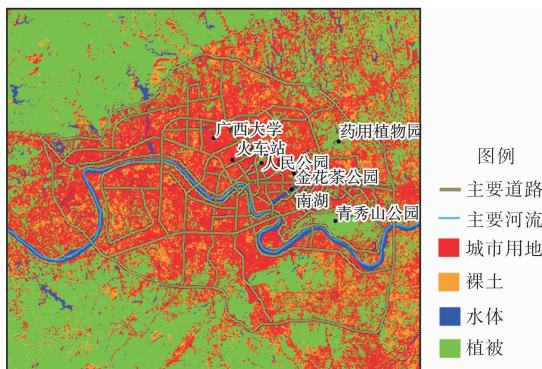 广西大学
药用植物园
火车站
人民公园
金花茶公园
南湖
青秀山公园
图例
主要道路
主要河流
城市用地
裸土
水体
植被